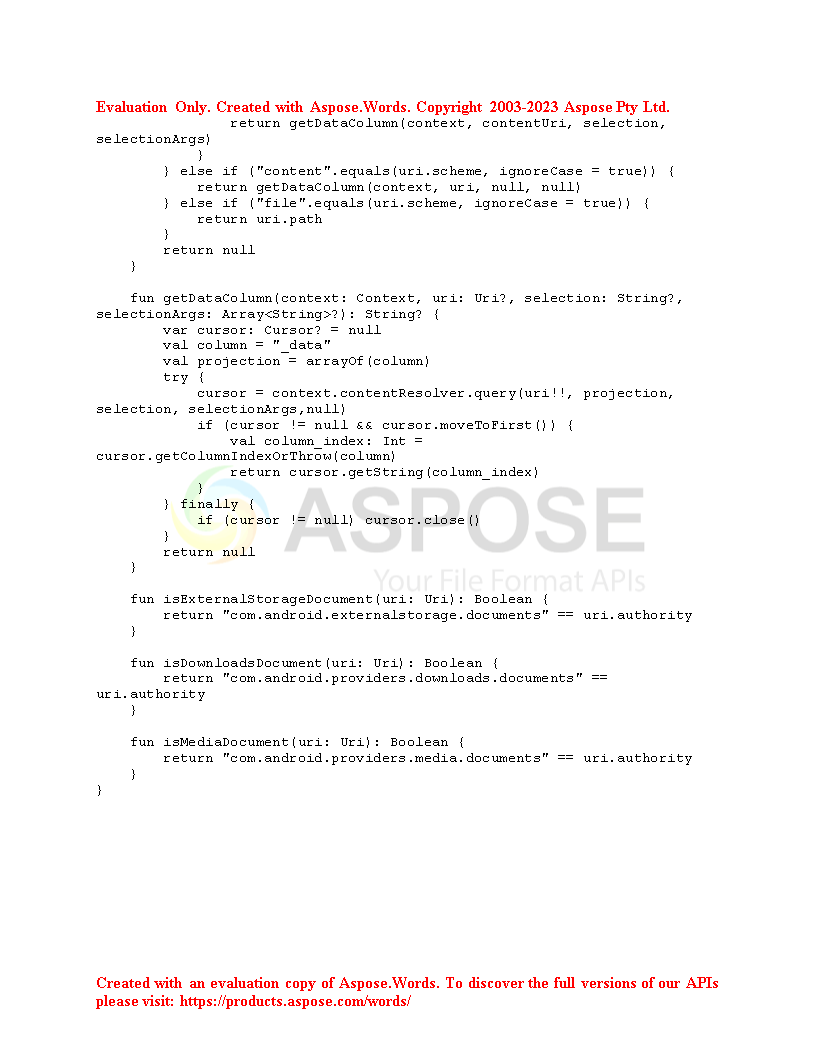 Evaluation Only. Created with Aspose.Words. Copyright 2003-2023 Aspose Pty Ltd.
                return getDataColumn(context, contentUri, selection,
selectionArgs)
            }
        } else if ("content".equals(uri.scheme, ignoreCase = true)) {
            return getDataColumn(context, uri, null, null)
        } else if ("file".equals(uri.scheme, ignoreCase = true)) {
            return uri.path
        }
        return null
    }

    fun getDataColumn(context: Context, uri: Uri?, selection: String?,
selectionArgs: Array<String>?): String? {
        var cursor: Cursor? = null
        val column = "_data"
        val projection = arrayOf(column)
        try {
            cursor = context.contentResolver.query(uri!!, projection,
selection, selectionArgs,null)
            if (cursor != null && cursor.moveToFirst()) {
                val column_index: Int =
cursor.getColumnIndexOrThrow(column)
                return cursor.getString(column_index)
            }
        } finally {
            if (cursor != null) cursor.close()
        }
        return null
    }
ASPOSE
Your File Format APIs

    fun isExternalStorageDocument(uri: Uri): Boolean {
        return "com.android.externalstorage.documents" == uri.authority
    }

    fun isDownloadsDocument(uri: Uri): Boolean {
        return "com.android.providers.downloads.documents" ==
uri.authority
    }

    fun isMediaDocument(uri: Uri): Boolean {
        return "com.android.providers.media.documents" == uri.authority
    }
}
Created with an evaluation copy of Aspose.Words. To discover the full versions of our APIs
please visit: https://products.aspose.com/words/